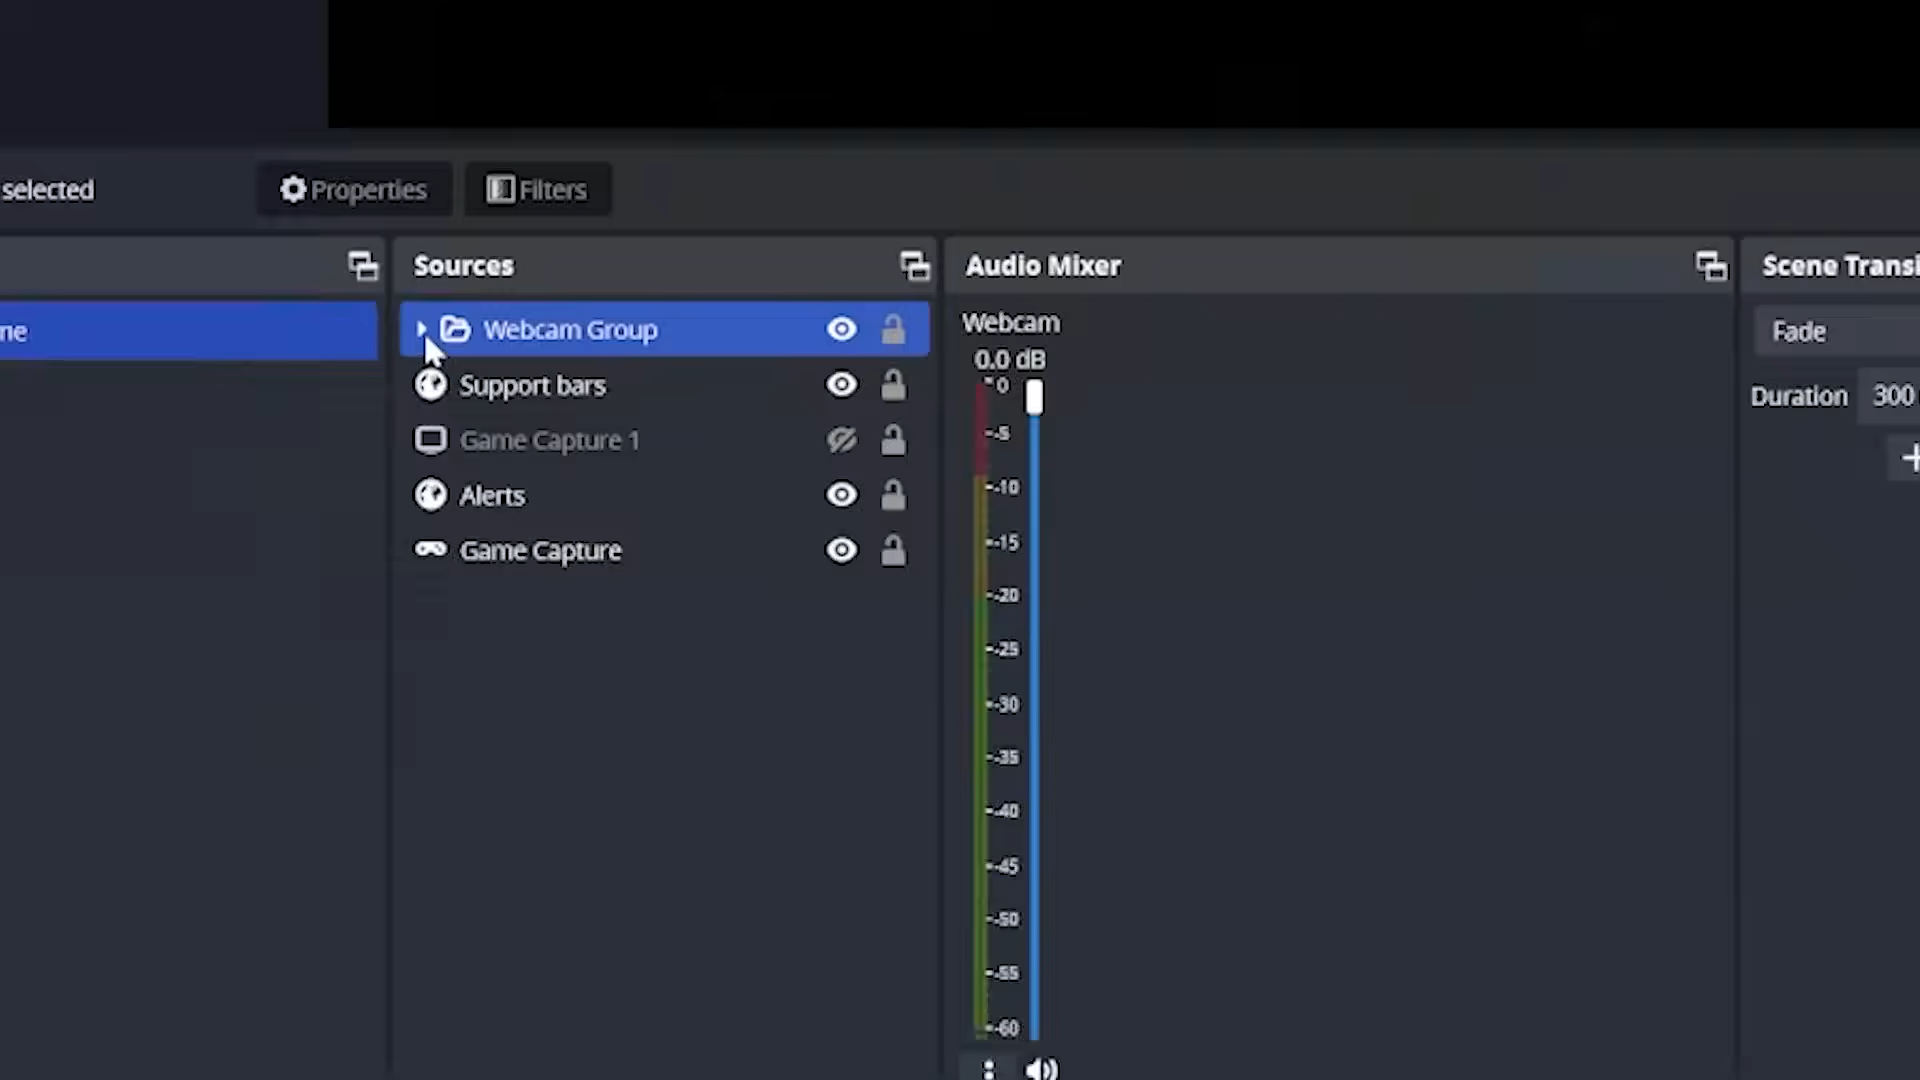 selected
Properties
Filters
Sources
Audio Mixer
Scene Transi
ne
Webcam Group
Support bars
Game Capture 1
Alerts
Game Capture
Webcam
0.0 dB
0
-5
-10
-15
-20
-25
-30
-35
-40
-45
-50
-55
-60
Fade
Duration
300